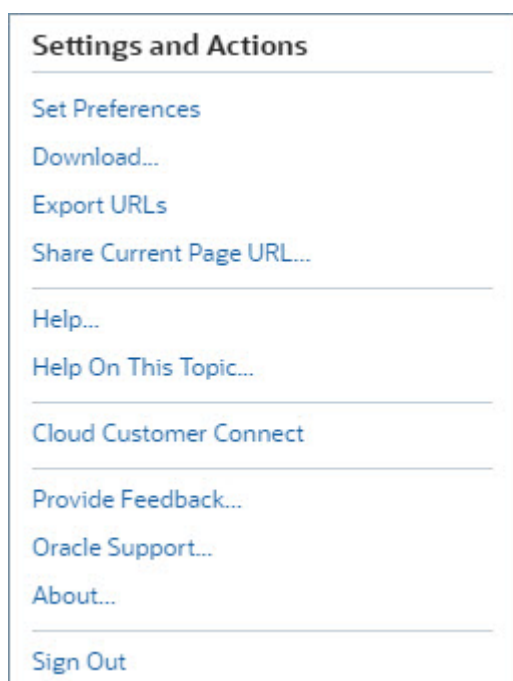 Settings and Actions
Set Preferences
Download...
Export URLs
Share Current Page URL...
Help...
Help On This Topic...
Cloud Customer Connect
Provide Feedback...
Oracle Support...
About...
Sign Out